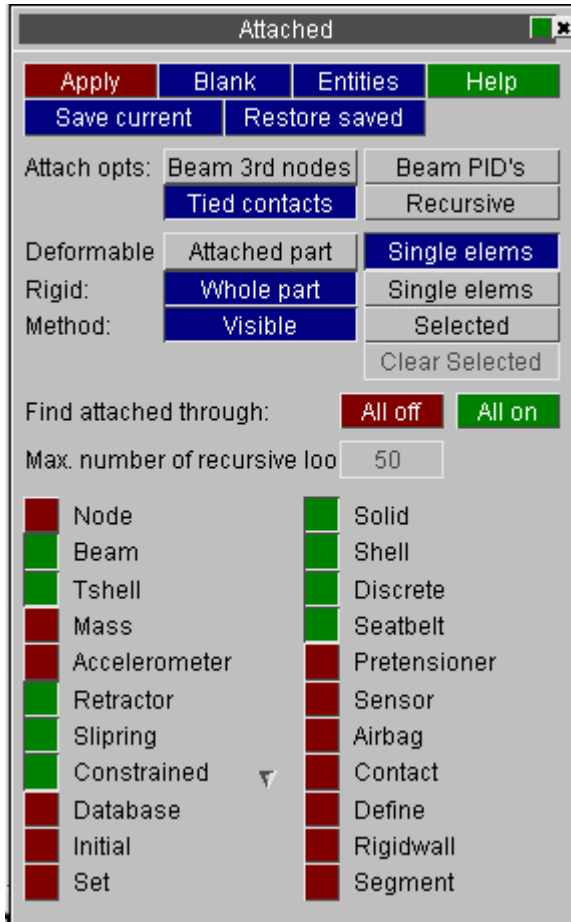 Attached
Apply Blank Entities Help
Save current Restore saved
Attach opts: Beam 3rd nodes Beam PID's
Tied contacts Recursive
Deformable Attached part Single elems
Rigid: Whole part Single elems
Method: Visible Selected
Clear Selected
Find attached through: All off All on
Max. number of recursive loo 50
Node Solid
Beam Shell
Tshell Discrete
Mass Seatbelt
Accelerometer Pretensioner
Retractor Sensor
Slipring Airbag
Constrained Contact
Database Define
Initial Rigidwall
Set Segment